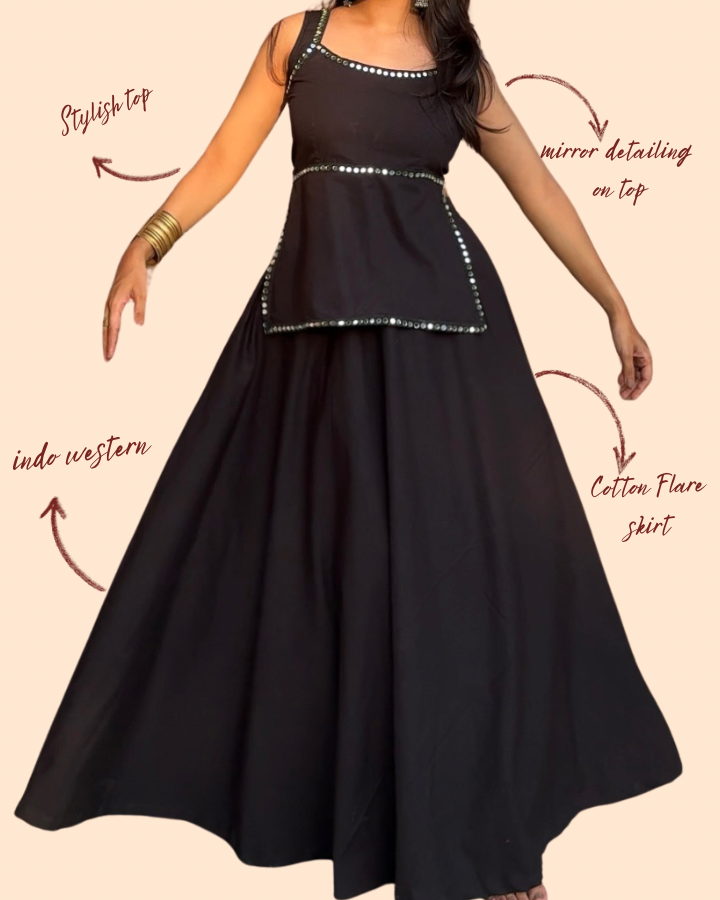 Stylish top
mirror detailing
on top
indo western
Cotton Flare
skirt